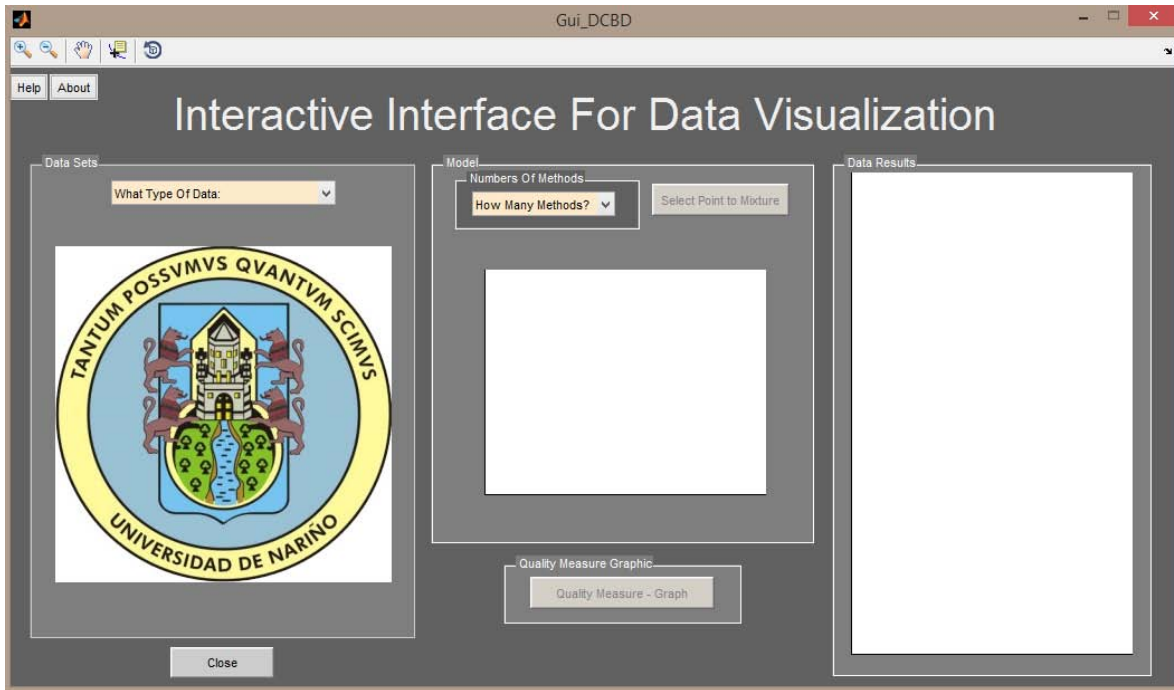 Gui_DCBD
Help
About
Interactive Interface For Data Visualization
Data Sets
What Type Of Data:
TANTUM POSSVMVS QVANTVM SCIMVS
UNIVERSIDAD DE NARIÑO
Close
Model
Numbers Of Methods
How Many Methods?
Select Point to Mixture
Quality Measure Graphic
Quality Measure - Graph
Data Results